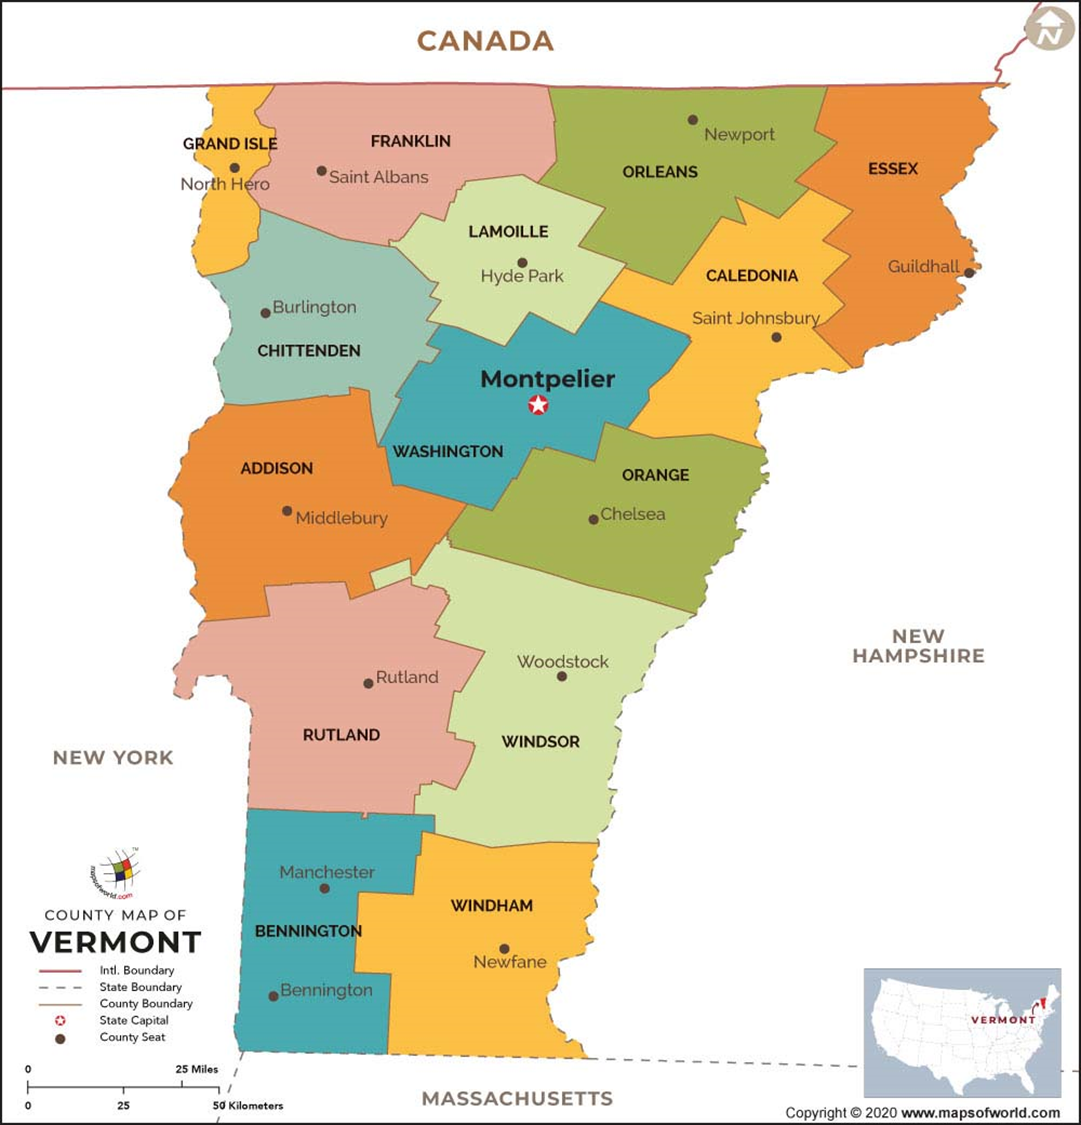 CANADA
N
GRAND ISLE
North Hero
FRANKLIN
Saint Albans
Newport
ORLEANS
ESSEX
LAMOILLE
Hyde Park
CALEDONIA
Guildhall
Saint Johnsbury
Burlington
CHITTENDEN
Montpelier
WASHINGTON
ADDISON
Middlebury
ORANGE
Chelsea
NEW
HAMPSHIRE
Woodstock
Rutland
RUTLAND
WINDSOR
NEW YORK
Manchester
BENNINGTON
Bennington
WINDHAM
Newfane
TM
mapsofworld.com
COUNTY MAP OF
VERMONT
Intl. Boundary
State Boundary
County Boundary
State Capital
County Seat
0 25 Miles
0 25 50 Kilometers
MASSACHUSETTS
VERMONT
Copyright © 2020 www.mapsofworld.com